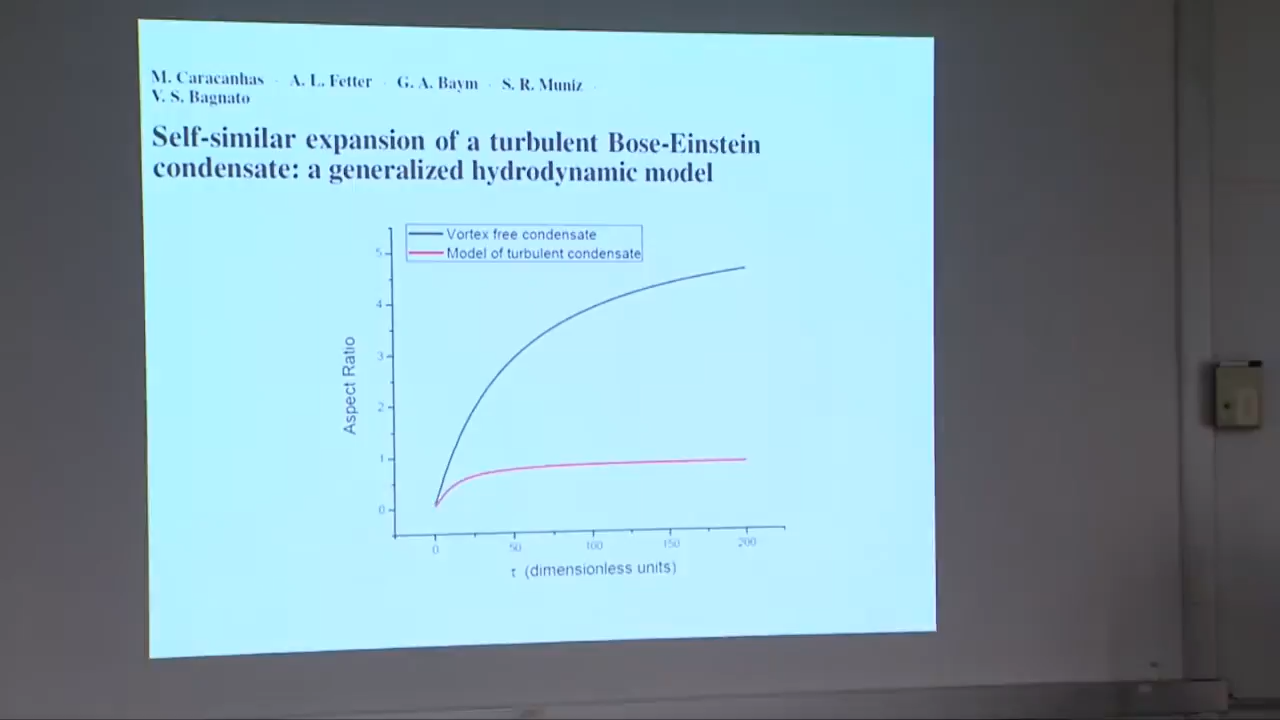 M. Caracanhas · A. L. Fetter · G. A. Baym · S. R. Muniz ·
V. S. Bagnato
Self-similar expansion of a turbulent Bose-Einstein
condensate: a generalized hydrodynamic model
Vortex free condensate
Model of turbulent condensate
5
4
3
2
1
0
Aspect Ratio
0 50 100 150 200
τ (dimensionless units)